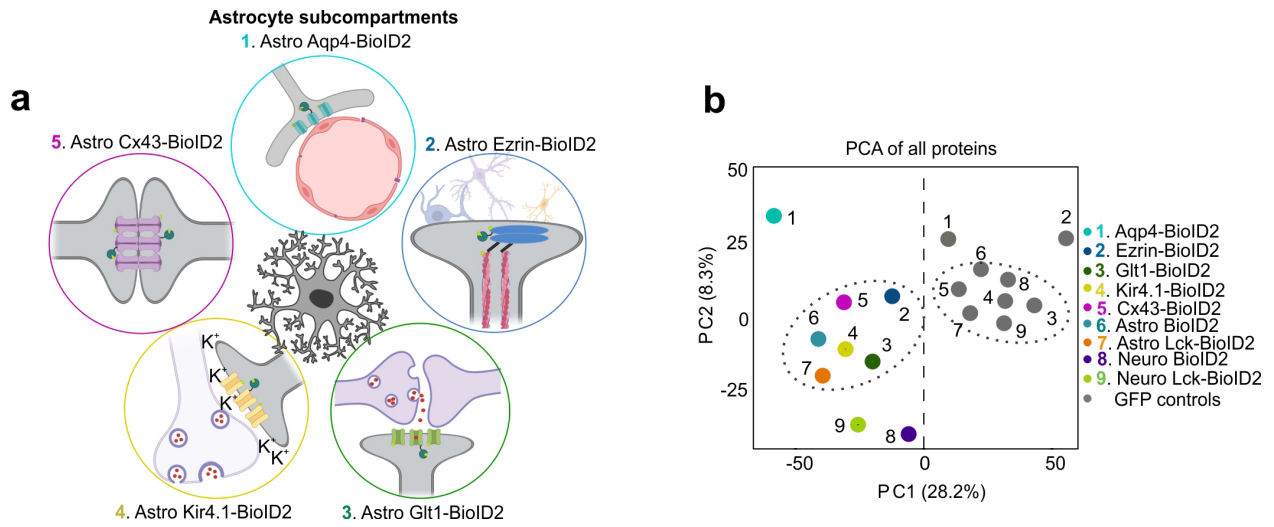 Astrocyte subcompartments
1. Astro Aqp4-BioID2
a
5. Astro Cx43-BioID2
2. Astro Ezrin-BioID2
K⁺
K⁺
K⁺
K⁺
K⁺
4. Astro Kir4.1-BioID2
3. Astro Glt1-BioID2
b
PCA of all proteins
50
25
0
-25
PC2 (8.3%)
-50
0
50
PC1 (28.2%)
1
5
2
6
4
3
7
9
8
1
2
6
8
5
4
3
7
9
1. Aqp4-BioID2
2. Ezrin-BioID2
3. Glt1-BioID2
4. Kir4.1-BioID2
5. Cx43-BioID2
6. Astro BioID2
7. Astro Lck-BioID2
8. Neuro BioID2
9. Neuro Lck-BioID2
GFP controls